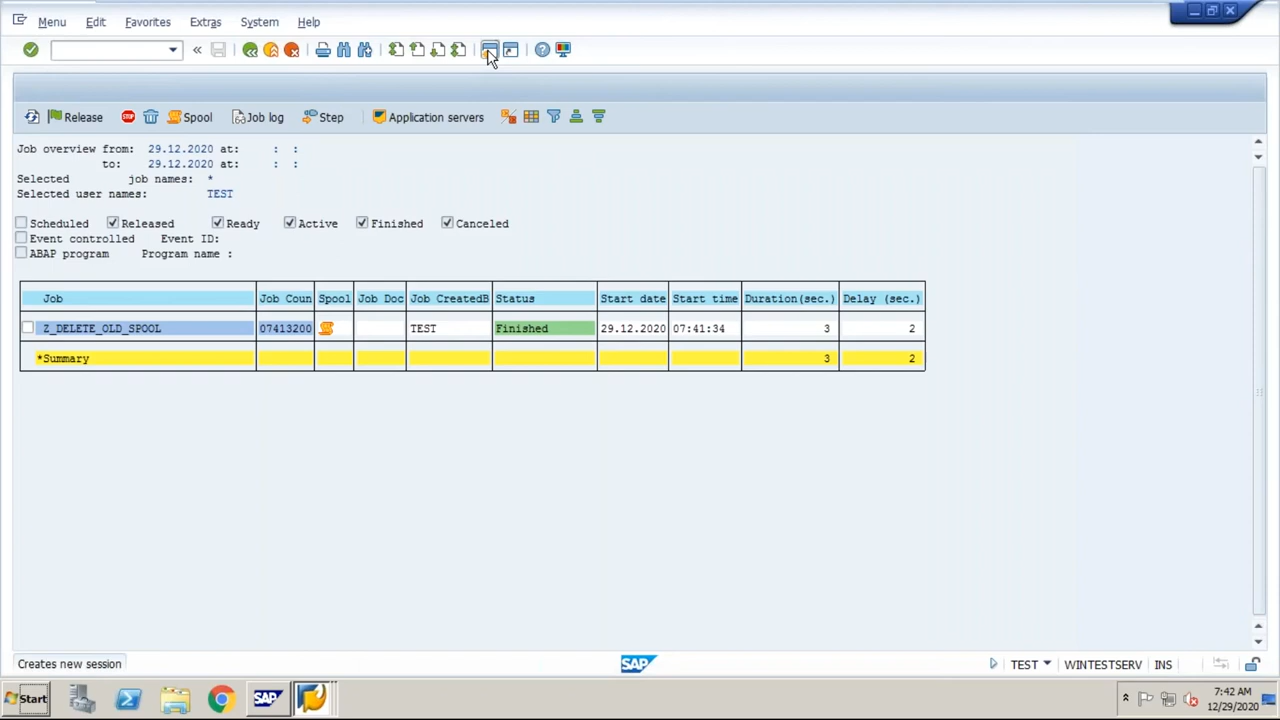 Menu Edit Favorites Extras System Help
«
Release Spool Job log Step Application servers
Job overview from: 29.12.2020 at: : :
to: 29.12.2020 at: : :
Selected job names: *
Selected user names: TEST
Scheduled Released Ready Active Finished Canceled
Event controlled Event ID:
ABAP program Program name :
Job Job Coun Spool Job Doc Job CreatedB Status Start date Start time Duration(sec.) Delay (sec.)
Z_DELETE_OLD_SPOOL 07413200 TEST Finished 29.12.2020 07:41:34 3 2
*Summary 3 2
Creates new session SAP TEST WINTESTSERV INS
Start SAP 7:42 AM
12/29/2020